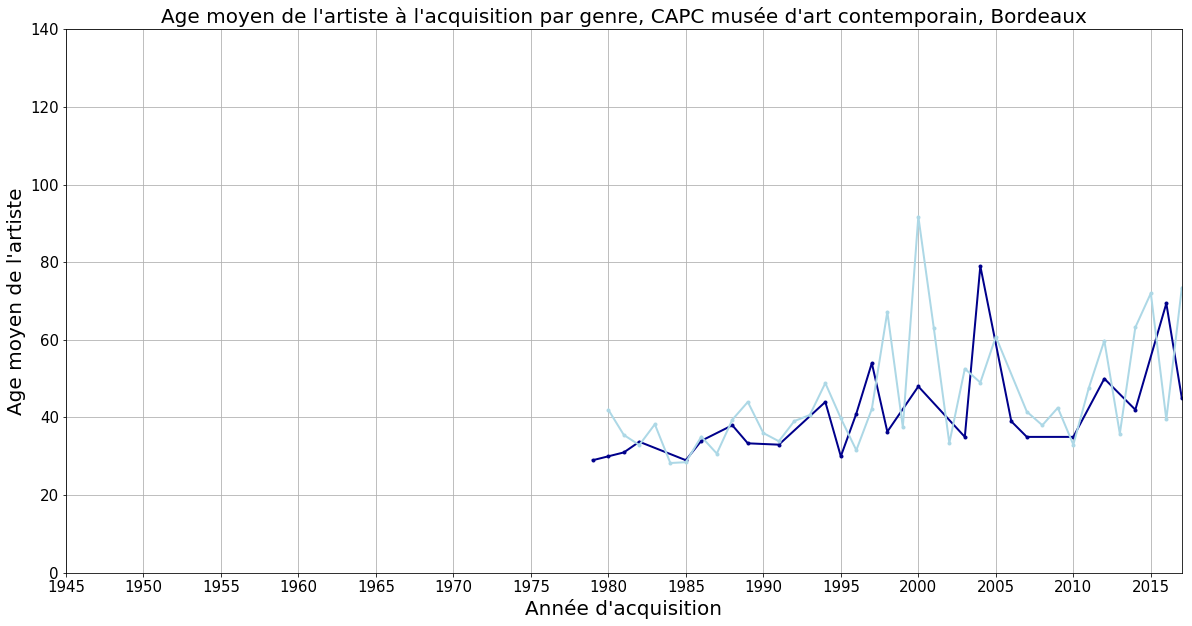 Age moyen de l'artiste à l'acquisition par genre, CAPC musée d'art contemporain, Bordeaux
140
120
100
80
60
40
20
0
Age moyen de l'artiste
1945 1950 1955 1960 1965 1970 1975 1980 1985 1990 1995 2000 2005 2010 2015
Année d'acquisition